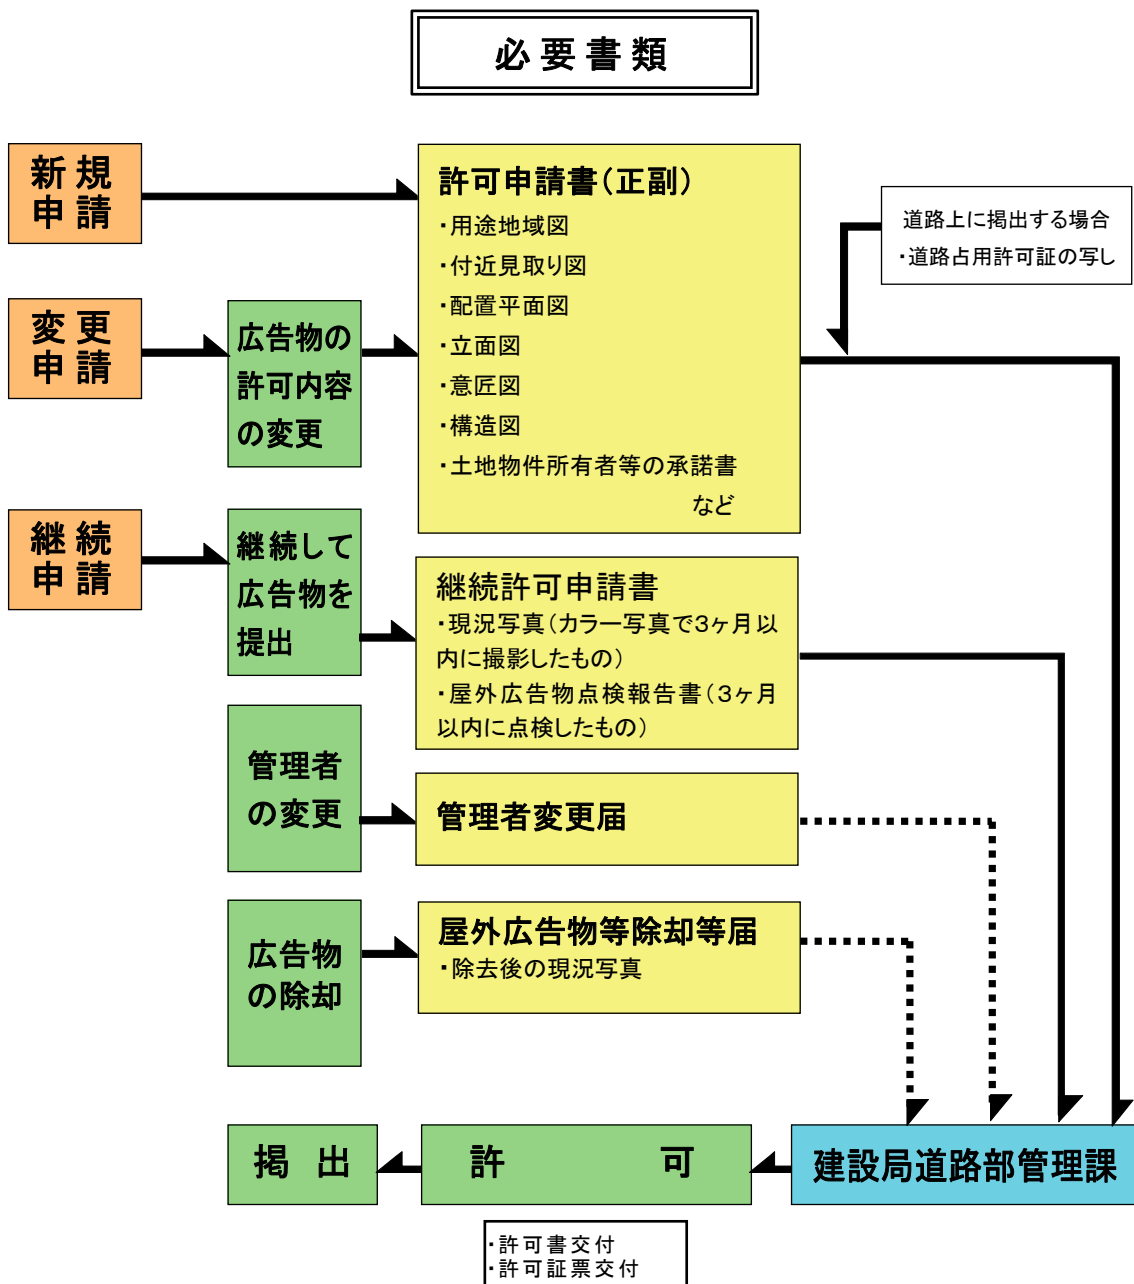 必要書類
新規
申請
許可申請書(正副)
・用途地域図
・付近見取り図
・配置平面図
・立面図
・意匠図
・構造図
・土地物件所有者等の承諾書
など
道路上に掲出する場合
・道路占用許可証の写し
変更
申請
広告物の
許可内容
の変更
継続
申請
継続して
広告物を
提出
継続許可申請書
・現況写真(カラー写真で3ヶ月以
内に撮影したもの)
・屋外広告物点検報告書(3ヶ月
以内に点検したもの)
管理者
の変更
管理者変更届
広告物
の除却
屋外広告物等除却等届
・除去後の現況写真
掲出
許可
建設局道路部管理課
・許可書交付
・許可証票交付